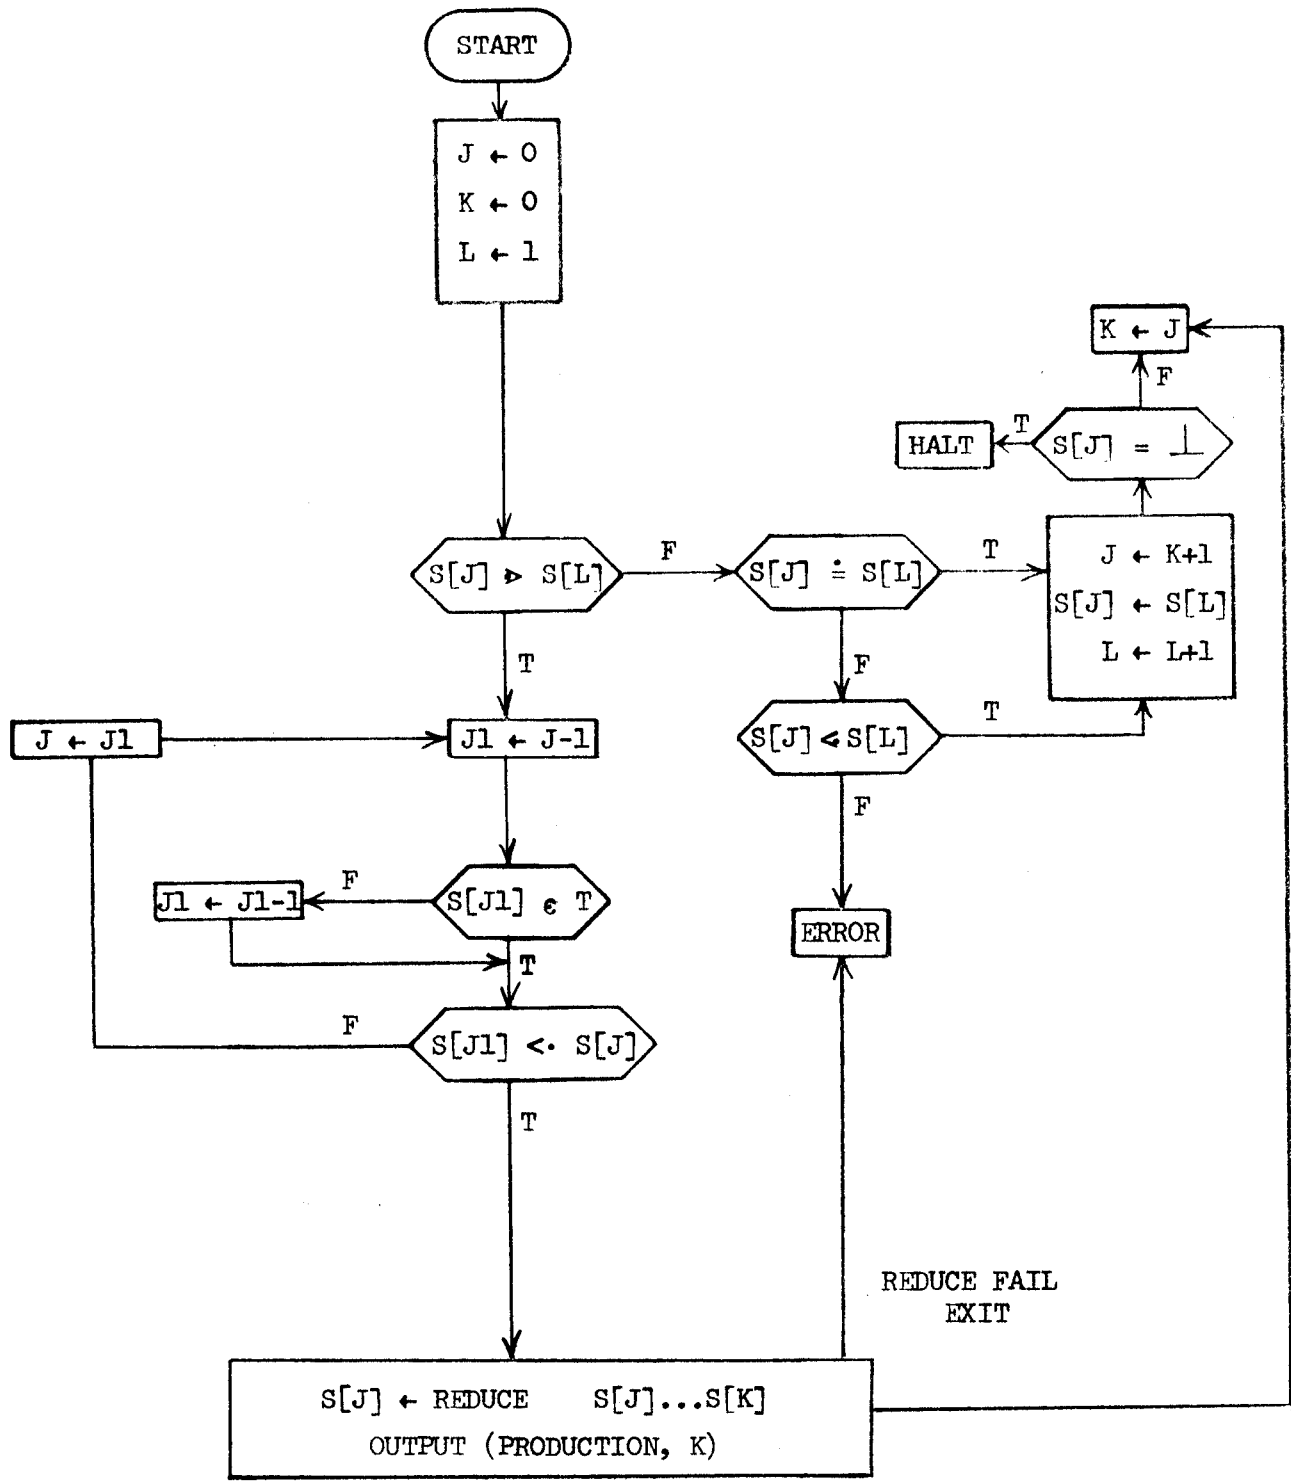 START
J ← 0
K ← 0
L ← 1
K ← J
F
HALT
T
S[J] = ⊥
S[J] ⋗ S[L]
F
S[J] ≐ S[L]
T
J ← K+1
S[J] ← S[L]
L ← L+1
T
F
J ← J1
J1 ← J-1
S[J] ⋖ S[L]
T
F
J1 ← J1-1
F
S[J1] ϵ T
ERROR
T
F
S[J1] <· S[J]
T
REDUCE FAIL
EXIT
S[J] ← REDUCE S[J]...S[K]
OUTPUT (PRODUCTION, K)